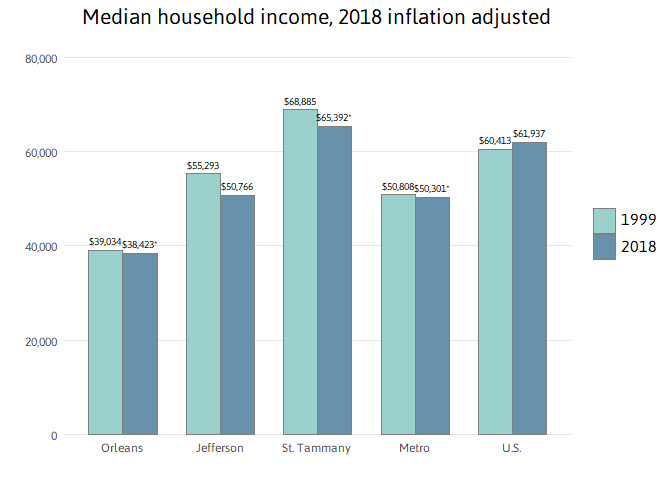 Median household income, 2018 inflation adjusted
80,000
60,000
40,000
20,000
0
$39,034
$38,423*
$55,293
$50,766
$68,885
$65,392*
$50,808
$50,301*
$60,413
$61,937
Orleans
Jefferson
St. Tammany
Metro
U.S.
1999
2018